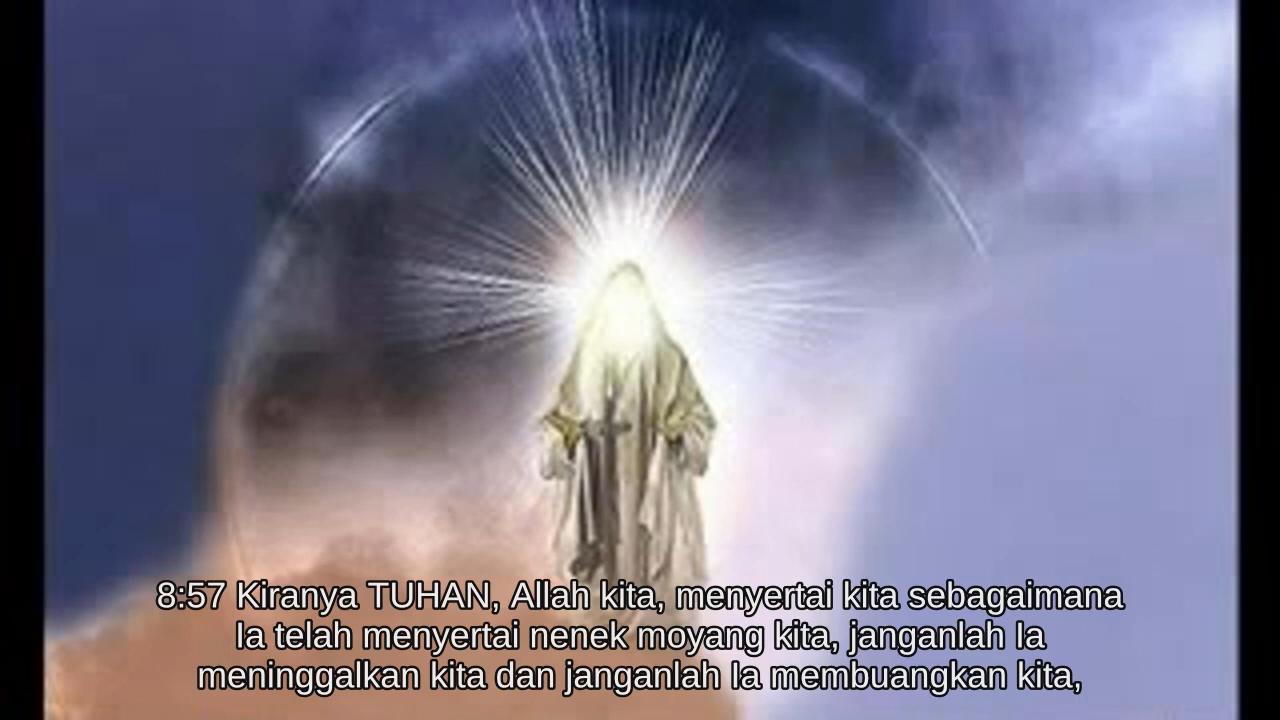 8:57 Kiranya TUHAN, Allah kita, menyertai kita sebagaimana
Ia telah menyertai nenek moyang kita, janganlah Ia
meninggalkan kita dan janganlah Ia membuangkan kita,